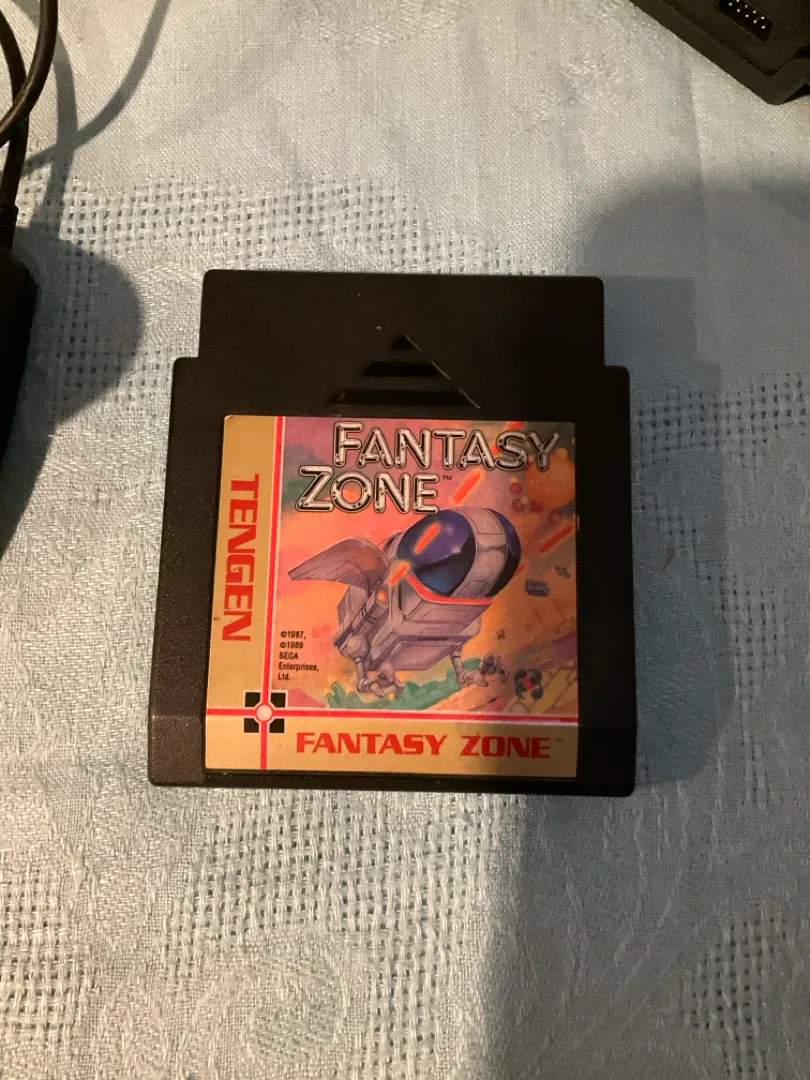 FANTASY
ZONE™
TENGEN
©1987,
©1989
SEGA
Enterprises,
Ltd.
FANTASY ZONE™